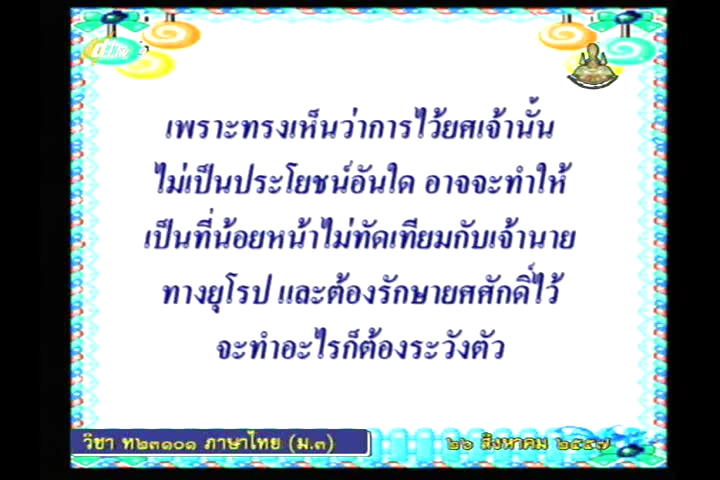 เพราะทรงเห็นว่าการไว้ยศเจ้านั้น
ไม่เป็นประโยชน์อันใด อาจจะทำให้
เป็นที่น้อยหน้าไม่ทัดเทียมกับเจ้านาย
ทางยุโรป และต้องรักษายศศักดิ์ไว้
จะทำอะไรก็ต้องระวังตัว
วิชา ท๒๓๑๐๑ ภาษาไทย (ม.๓)
๒๖ สิงหาคม ๒๕๕๗